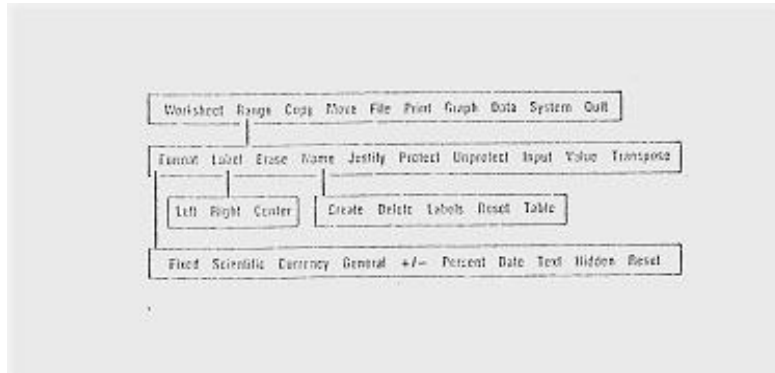 Worksheet Range Copy Move File Print Graph Data System Quit
Format Label Erase Name Justify Protect Unprotect Input Value Transpose
Left Right Center Create Delete Labels Reset Table
Fixed Scientific Currency General +/− Percent Date Text Hidden Reset